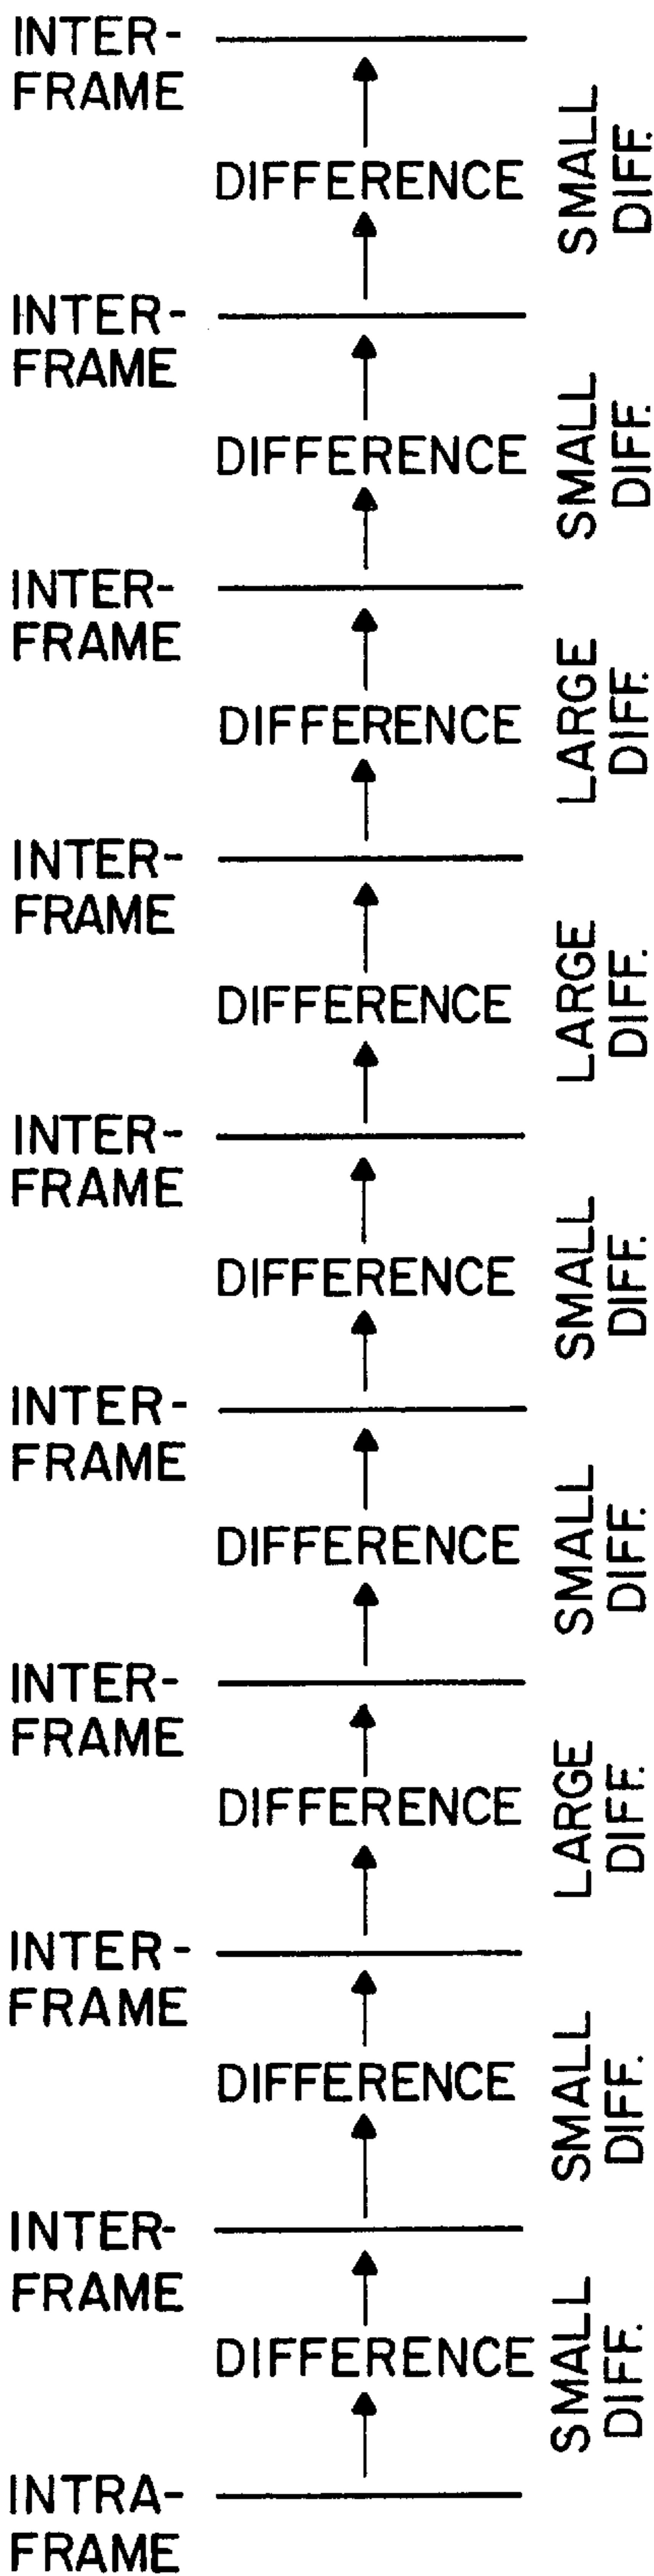 INTER-
FRAME
DIFFERENCE
SMALL
DIFF.
INTER-
FRAME
DIFFERENCE
SMALL
DIFF.
INTER-
FRAME
DIFFERENCE
LARGE
DIFF.
INTER-
FRAME
DIFFERENCE
LARGE
DIFF.
INTER-
FRAME
DIFFERENCE
SMALL
DIFF.
INTER-
FRAME
DIFFERENCE
SMALL
DIFF.
INTER-
FRAME
DIFFERENCE
LARGE
DIFF.
INTER-
FRAME
DIFFERENCE
SMALL
DIFF.
INTER-
FRAME
DIFFERENCE
SMALL
DIFF.
INTRA-
FRAME